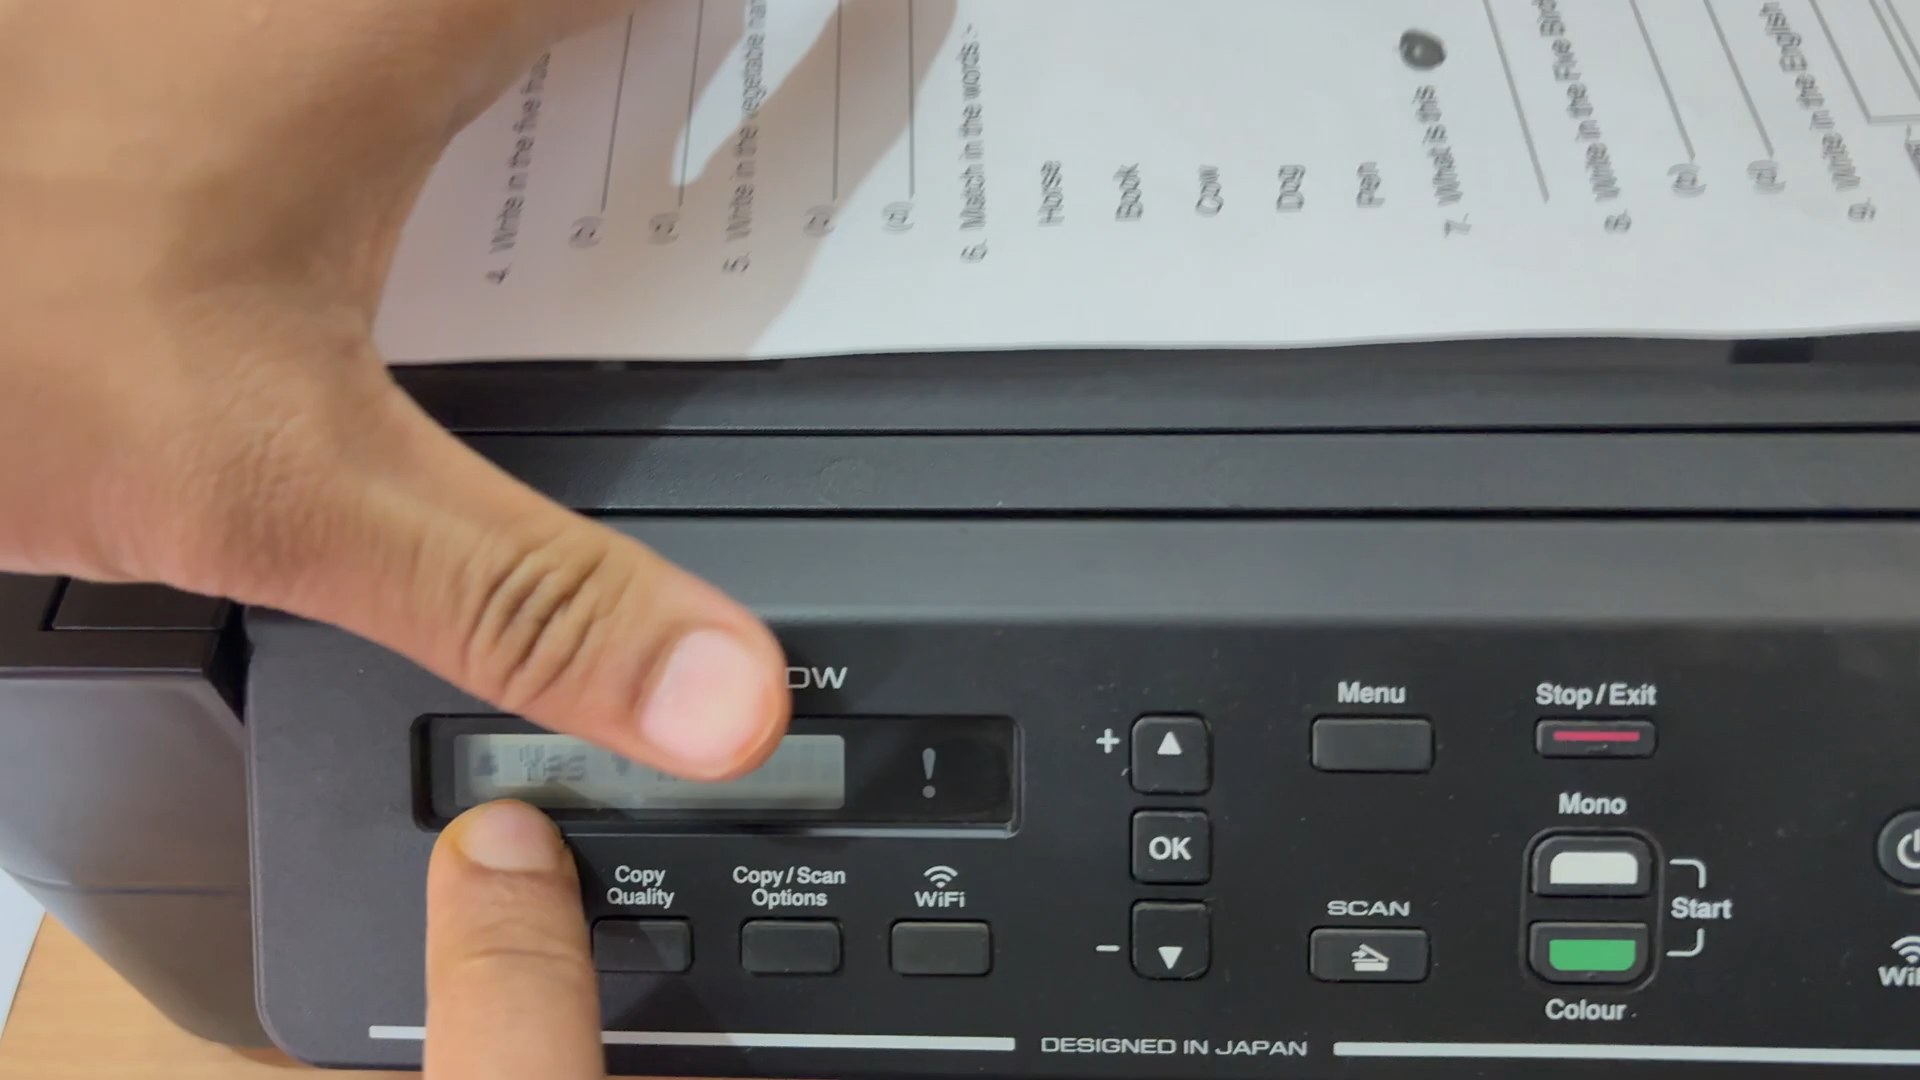 4. Write in the five fruits
(b)
(d)
5. Write in the vegetable
(b)
(d)
6. Match in the words :-
Horse
Book
Cow
Dog
Pen
7. What is this
8. Write in the Five Bird
(b)
(d)
9. Write in the English
DW
!
Copy Quality
Copy / Scan Options
WiFi
+
OK
−
Menu
SCAN
Stop / Exit
Mono
Start
Colour
DESIGNED IN JAPAN